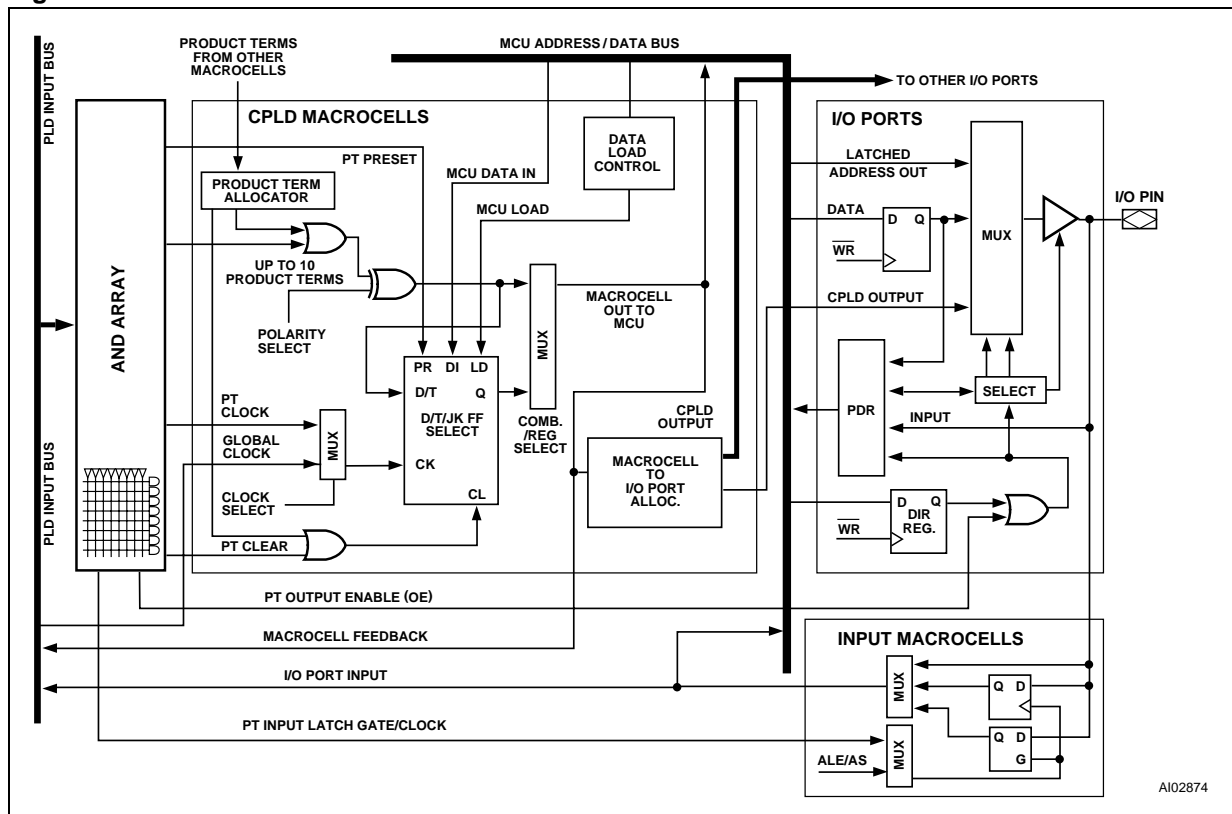 PRODUCT TERMS
FROM OTHER
MACROCELLS
MCU ADDRESS / DATA BUS
TO OTHER I/O PORTS
PLD INPUT BUS
AND ARRAY
PLD INPUT BUS
CPLD MACROCELLS
PT PRESET
PRODUCT TERM
ALLOCATOR
MCU DATA IN
MCU LOAD
DATA
LOAD
CONTROL
UP TO 10
PRODUCT TERMS
POLARITY
SELECT
PR DI LD
D/T Q
D/T/JK FF
SELECT
CK
CL
MUX
COMB.
/REG
SELECT
MACROCELL
OUT TO
MCU
PT
CLOCK
GLOBAL
CLOCK
CLOCK
SELECT
MUX
PT CLEAR
CPLD
OUTPUT
MACROCELL
TO
I/O PORT
ALLOC.
I/O PORTS
LATCHED
ADDRESS OUT
DATA
D Q
WR
MUX
I/O PIN
CPLD OUTPUT
SELECT
PDR
INPUT
D Q
DIR
REG.
WR
PT OUTPUT ENABLE (OE)
MACROCELL FEEDBACK
I/O PORT INPUT
PT INPUT LATCH GATE/CLOCK
INPUT MACROCELLS
MUX
Q D
MUX
Q D
G
ALE/AS
AI02874